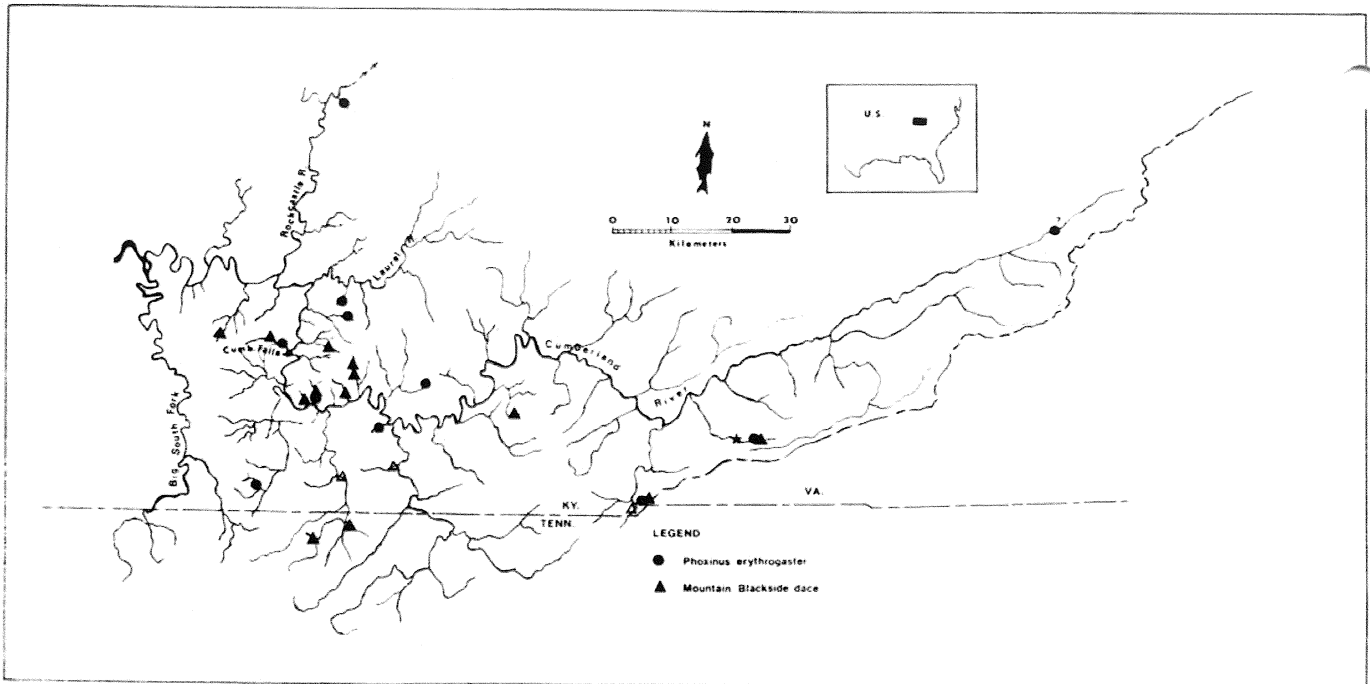 U S
N
0 10 20 30
Kilometers
Rockcastle R
Laurel R
?
Cumb. Falls
Cumberland
River
Big South Fork
VA.
KY.
TENN.
LEGEND
Phoxinus erythrogaster
Mountain Blackside dace